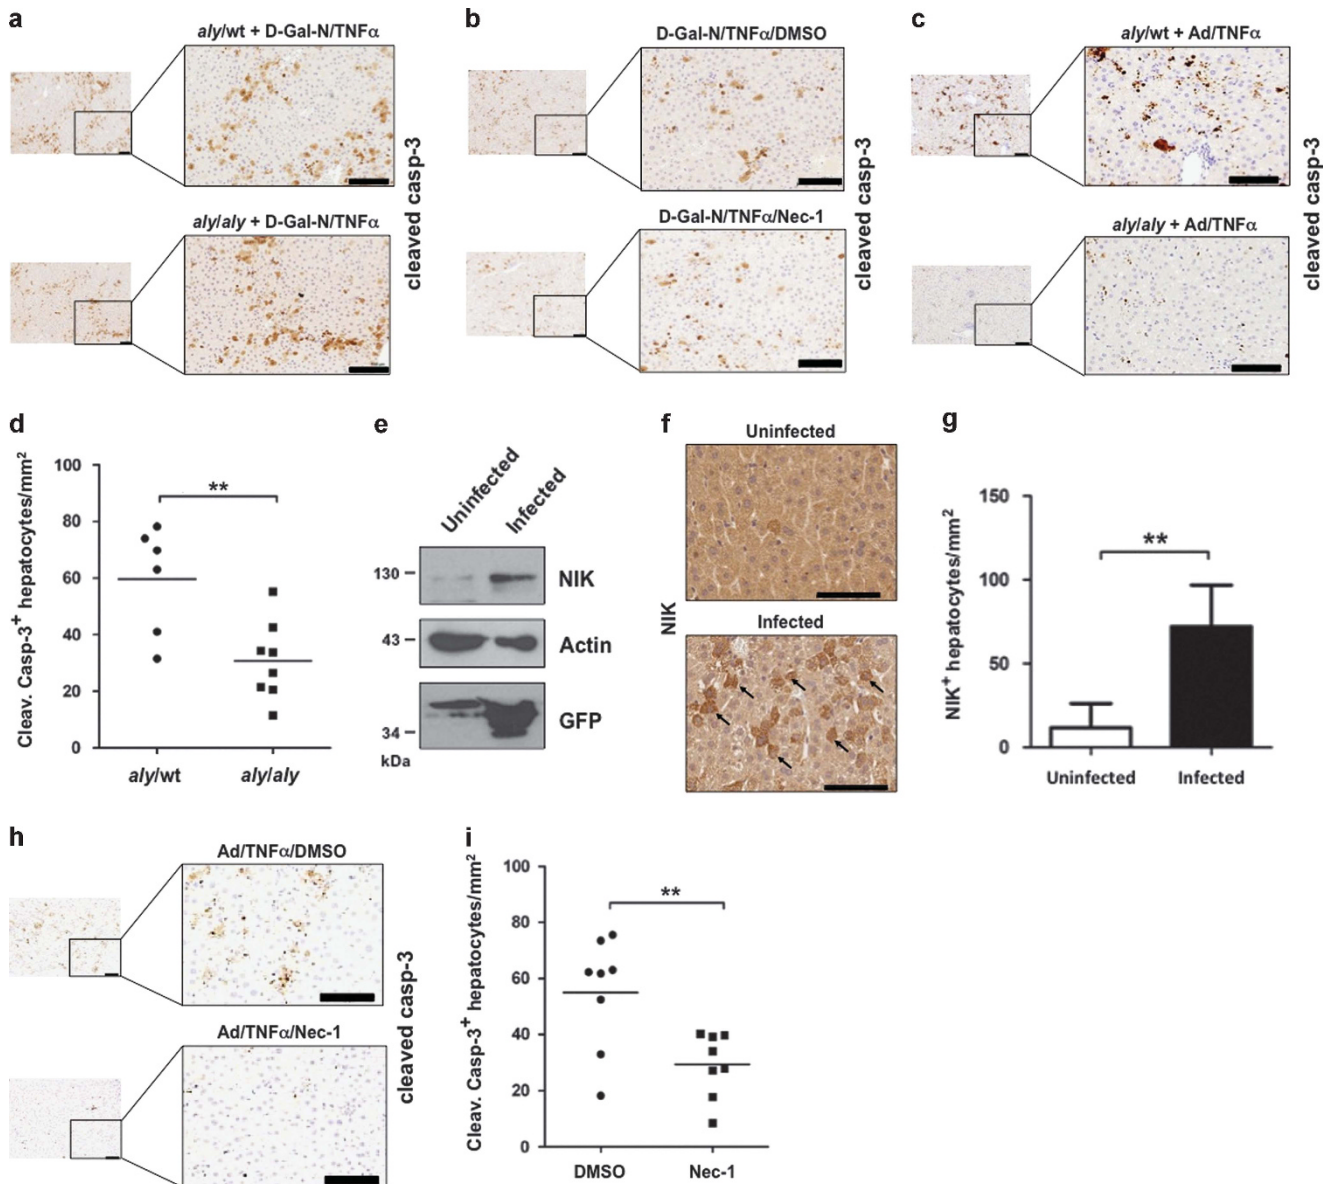 a
aly/wt + D-Gal-N/TNFα
aly/aly + D-Gal-N/TNFα
cleaved casp-3
b
D-Gal-N/TNFα/DMSO
D-Gal-N/TNFα/Nec-1
cleaved casp-3
c
aly/wt + Ad/TNFα
aly/aly + Ad/TNFα
cleaved casp-3
d
Cleav. Casp-3⁺ hepatocytes/mm²
100
80
60
40
20
0
**
aly/wt
aly/aly
e
Uninfected
Infected
130
NIK
43
Actin
34
GFP
kDa
f
Uninfected
Infected
NIK
g
NIK⁺ hepatocytes/mm²
150
100
50
0
**
Uninfected
Infected
h
Ad/TNFα/DMSO
Ad/TNFα/Nec-1
cleaved casp-3
i
Cleav. Casp-3⁺ hepatocytes/mm²
100
80
60
40
20
0
**
DMSO
Nec-1